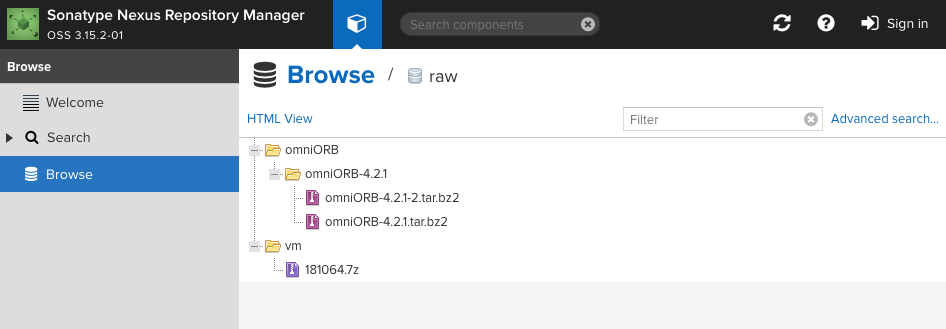 Sonatype Nexus Repository Manager
OSS 3.15.2-01
Search components
Sign in
Browse
Welcome
Search
Browse
Browse / raw
HTML View
Filter
Advanced search...
omniORB
omniORB-4.2.1
omniORB-4.2.1-2.tar.bz2
omniORB-4.2.1.tar.bz2
vm
181064.7z